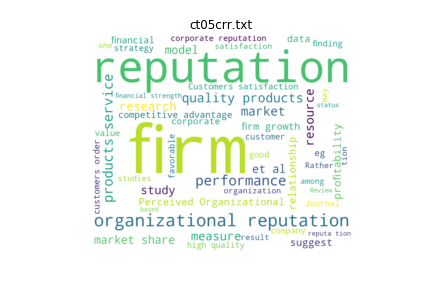 ct05crr.txt
one
financial
corporate reputation
data
finding
strategy
model
satisfaction
reputation
products service
financial strength
Customers satisfaction
research
quality products
resource
may
status
competitive advantage
market
value
corporate
firm growth
firm
customer
relationship
profitability
favorable
good
et al
eg
tion
customers order
studies
study
performance
among
Rather
organization
Review
Perceived Organizational
Journal
based
organizational reputation
company
reputa tion
market share
measure
result
suggest
high quality